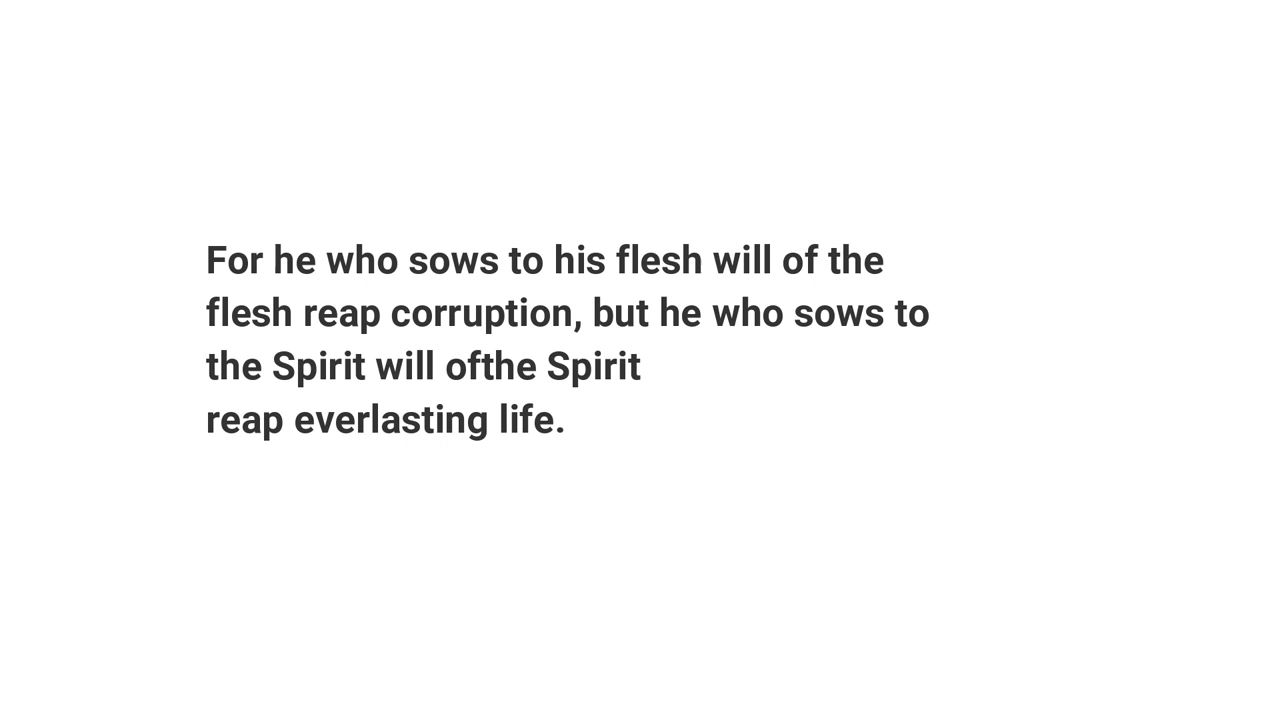 For he who sows to his flesh will of the
flesh reap corruption, but he who sows to
the Spirit will ofthe Spirit
reap everlasting life.